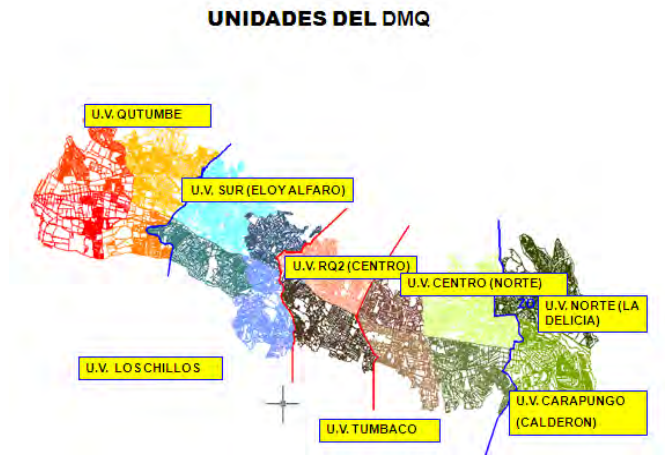 UNIDADES DEL DMQ
U.V. QUTUMBE
U.V. SUR (ELOY ALFARO)
U.V. RQ2 (CENTRO)
U.V. CENTRO (NORTE)
U.V. NORTE (LA
DELICIA)
U.V. LOS CHILLOS
U.V. CARAPUNGO
(CALDERON)
U.V. TUMBACO